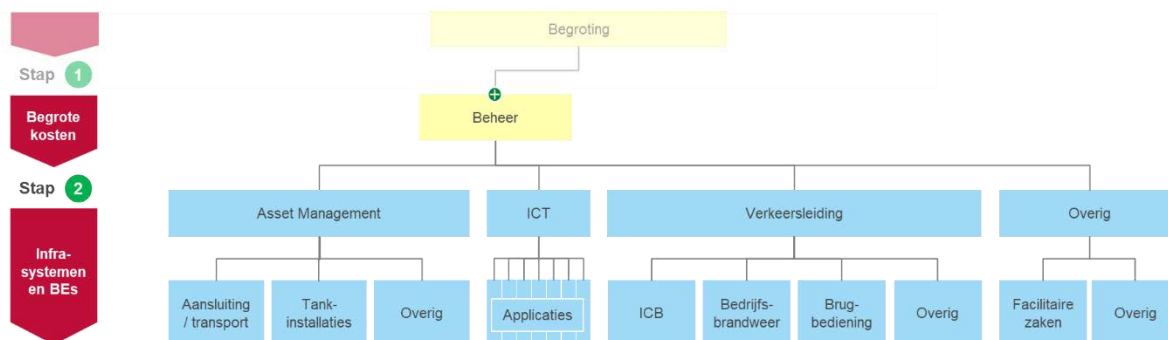 Begroting
Stap 1
Begrote
kosten
Beheer
Stap 2
Asset Management
ICT
Verkeersleiding
Overig
Infra-
systemen
en BEs
Aansluiting
/ transport
Tank-
installaties
Overig
Applicaties
ICB
Bedrijfs-
brandweer
Brug-
bediening
Overig
Facilitaire
zaken
Overig